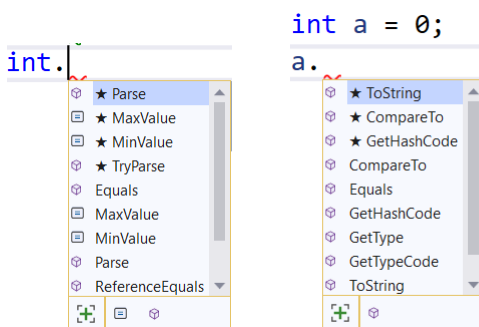 int.
★ Parse
★ MaxValue
★ MinValue
★ TryParse
Equals
MaxValue
MinValue
Parse
ReferenceEquals
int a = 0;
a.
★ ToString
★ CompareTo
★ GetHashCode
CompareTo
Equals
GetHashCode
GetType
GetTypeCode
ToString